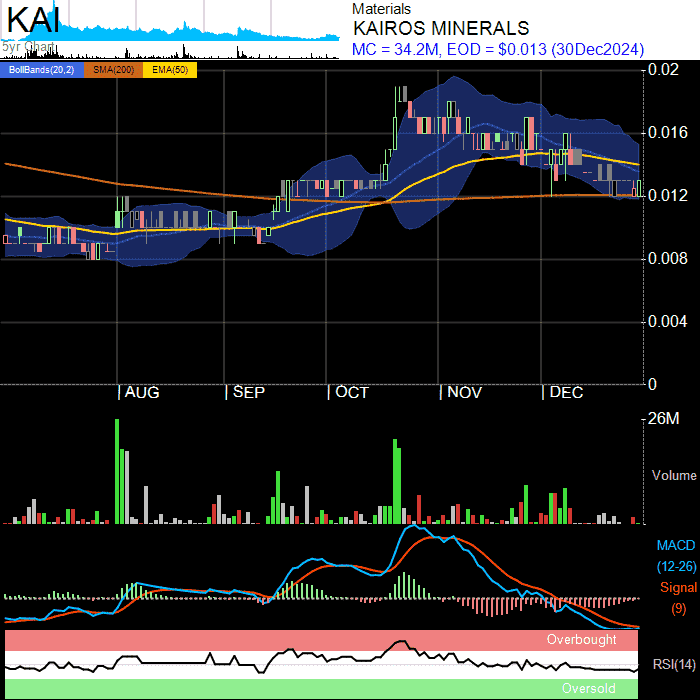 KAI
5yr Chart
Materials
KAIROS MINERALS
MC = 34.2M, EOD = $0.013 (30Dec2024)
BollBands(20,2) SMA(200) EMA(50)
0.02
0.016
0.012
0.008
0.004
0
AUG SEP OCT NOV DEC
26M
Volume
MACD
(12-26)
Signal
(9)
Overbought
RSI(14)
Oversold